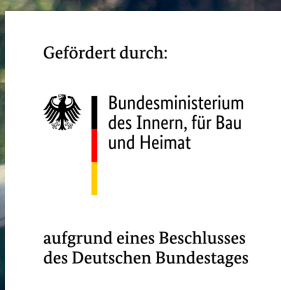 Gefördert durch:
Bundesministerium
des Innern, für Bau
und Heimat
aufgrund eines Beschlusses
des Deutschen Bundestages